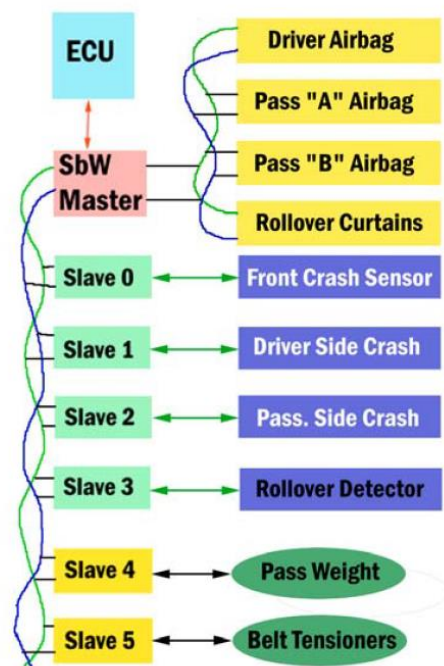 ECU
Driver Airbag
Pass "A" Airbag
SbW
Master
Pass "B" Airbag
Rollover Curtains
Slave 0
Front Crash Sensor
Slave 1
Driver Side Crash
Slave 2
Pass. Side Crash
Slave 3
Rollover Detector
Slave 4
Pass Weight
Slave 5
Belt Tensioners